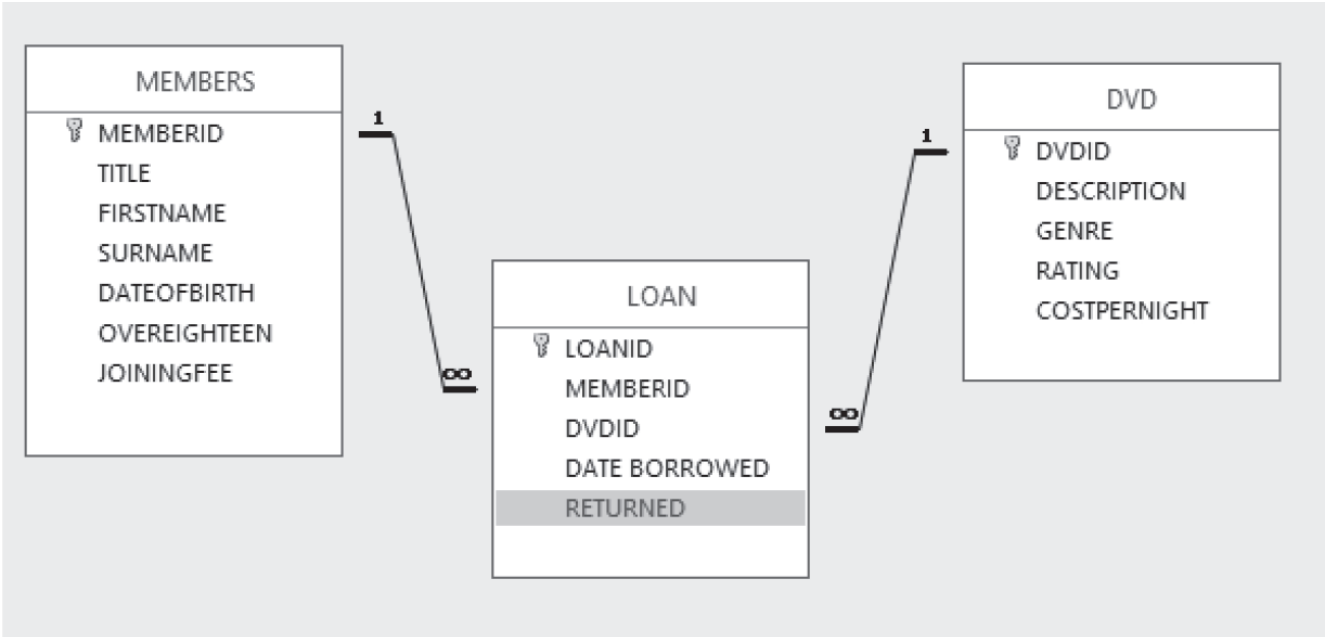 MEMBERS
MEMBERID
TITLE
FIRSTNAME
SURNAME
DATEOFBIRTH
OVEREIGHTEEN
JOININGFEE
1
∞
LOAN
LOANID
MEMBERID
DVDID
DATE BORROWED
RETURNED
1
∞
DVD
DVDID
DESCRIPTION
GENRE
RATING
COSTPERNIGHT